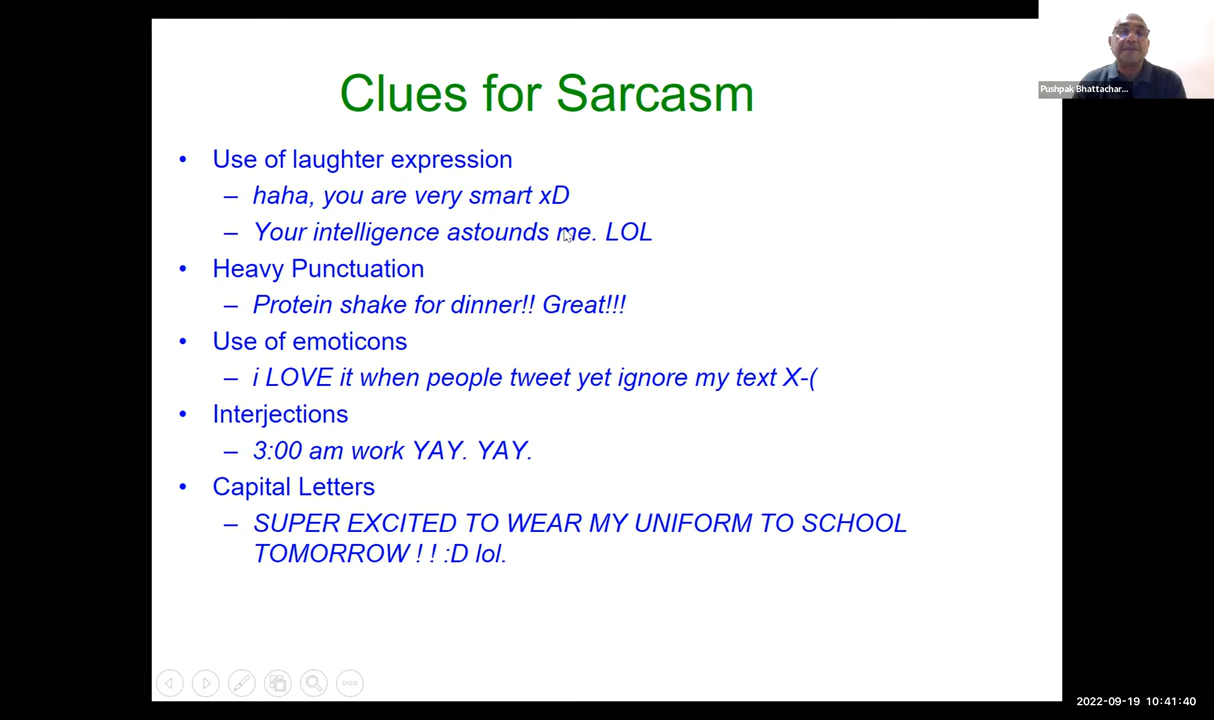 Clues for Sarcasm
Pushpak Bhattachar...
• Use of laughter expression
– haha, you are very smart xD
– Your intelligence astounds me. LOL
• Heavy Punctuation
– Protein shake for dinner!! Great!!!
• Use of emoticons
– i LOVE it when people tweet yet ignore my text X-(
• Interjections
– 3:00 am work YAY. YAY.
• Capital Letters
– SUPER EXCITED TO WEAR MY UNIFORM TO SCHOOL
TOMORROW ! ! :D lol.
2022-09-19 10:41:40